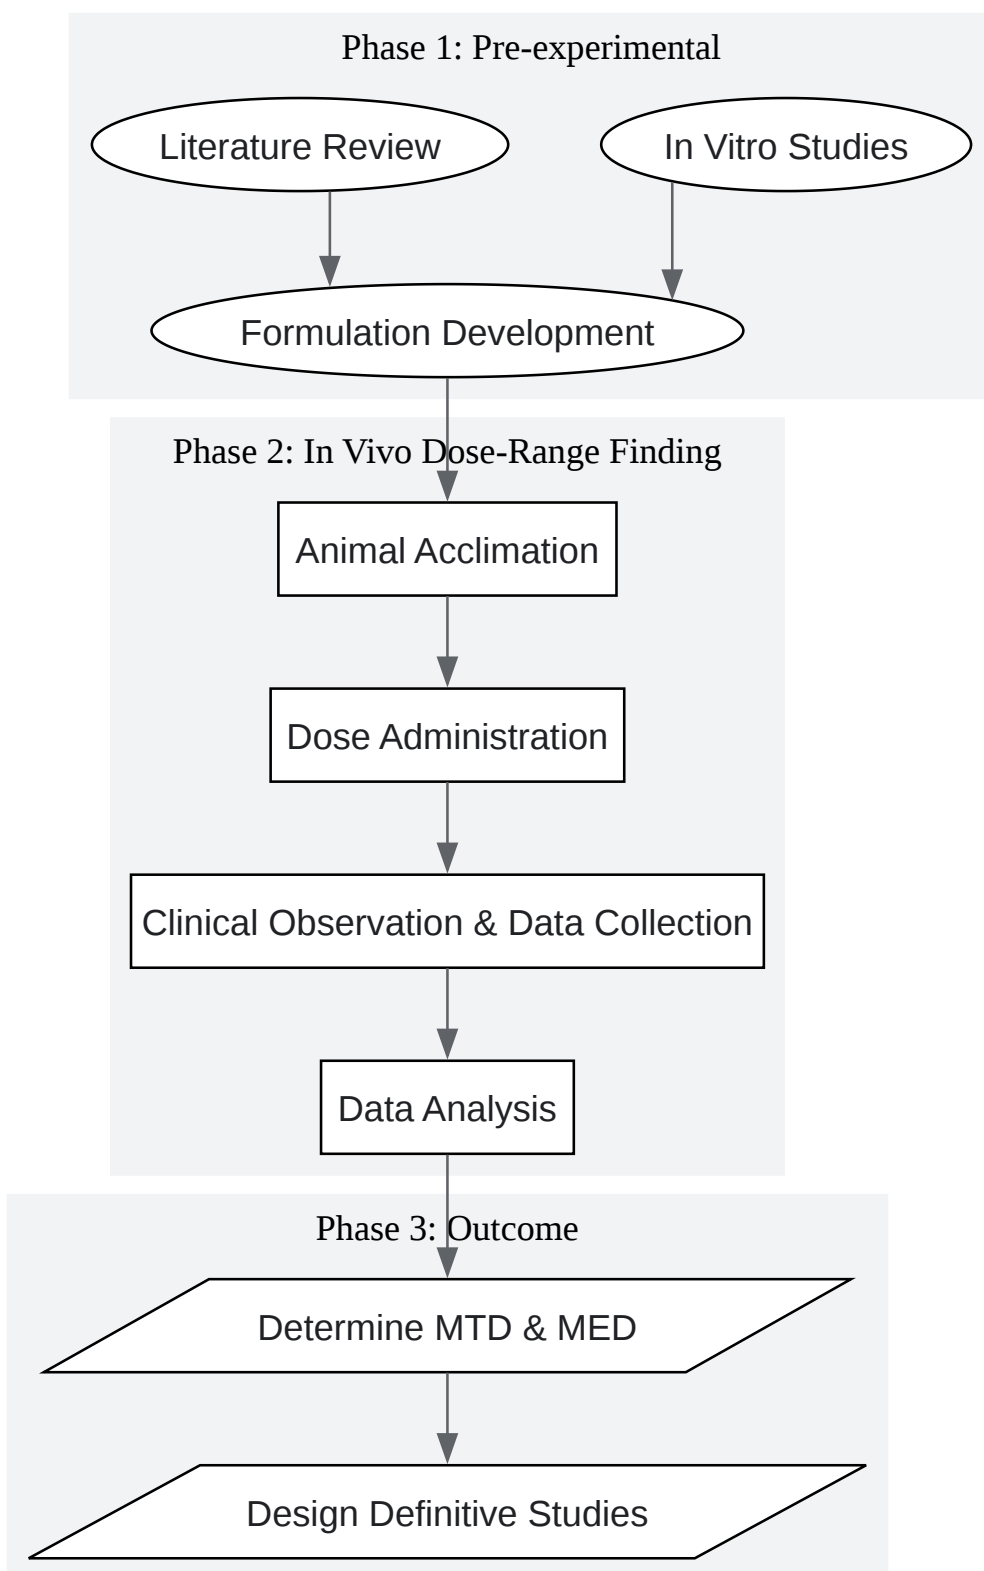 Phase 1: Pre-experimental
Literature Review
In Vitro Studies
Formulation Development
Phase 2: In Vivo Dose-Range Finding
Animal Acclimation
Dose Administration
Clinical Observation & Data Collection
Data Analysis
Phase 3: Outcome
Determine MTD & MED
Design Definitive Studies